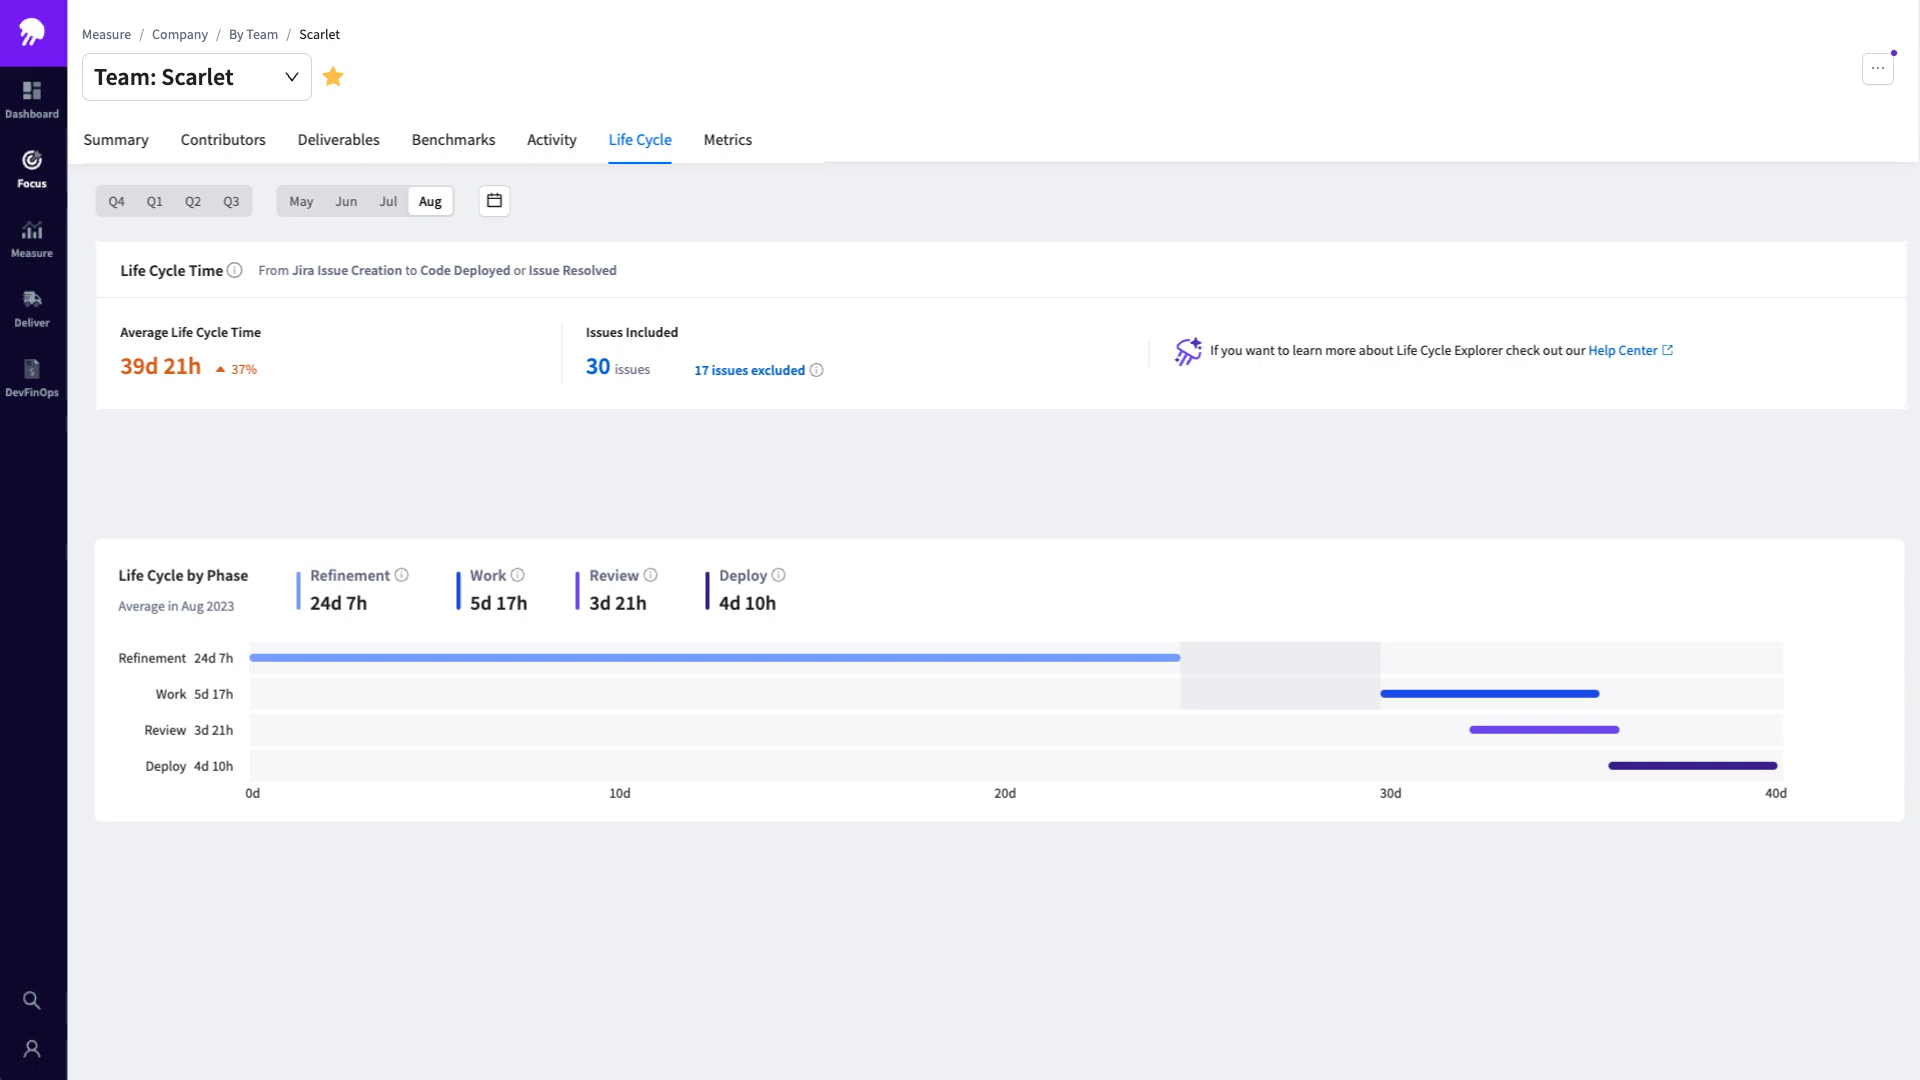 Measure / Company / By Team / Scarlet
Team: Scarlet
...
Dashboard
Focus
Measure
Deliver
DevFinOps
Summary Contributors Deliverables Benchmarks Activity Life Cycle Metrics
Q4 Q1 Q2 Q3 May Jun Jul Aug
Life Cycle Time From Jira Issue Creation to Code Deployed or Issue Resolved
Average Life Cycle Time
39d 21h 37%
Issues Included
30 issues 17 issues excluded
If you want to learn more about Life Cycle Explorer check out our Help Center
Life Cycle by Phase
Average in Aug 2023
Refinement
24d 7h
Work
5d 17h
Review
3d 21h
Deploy
4d 10h
Refinement 24d 7h
Work 5d 17h
Review 3d 21h
Deploy 4d 10h
0d 10d 20d 30d 40d